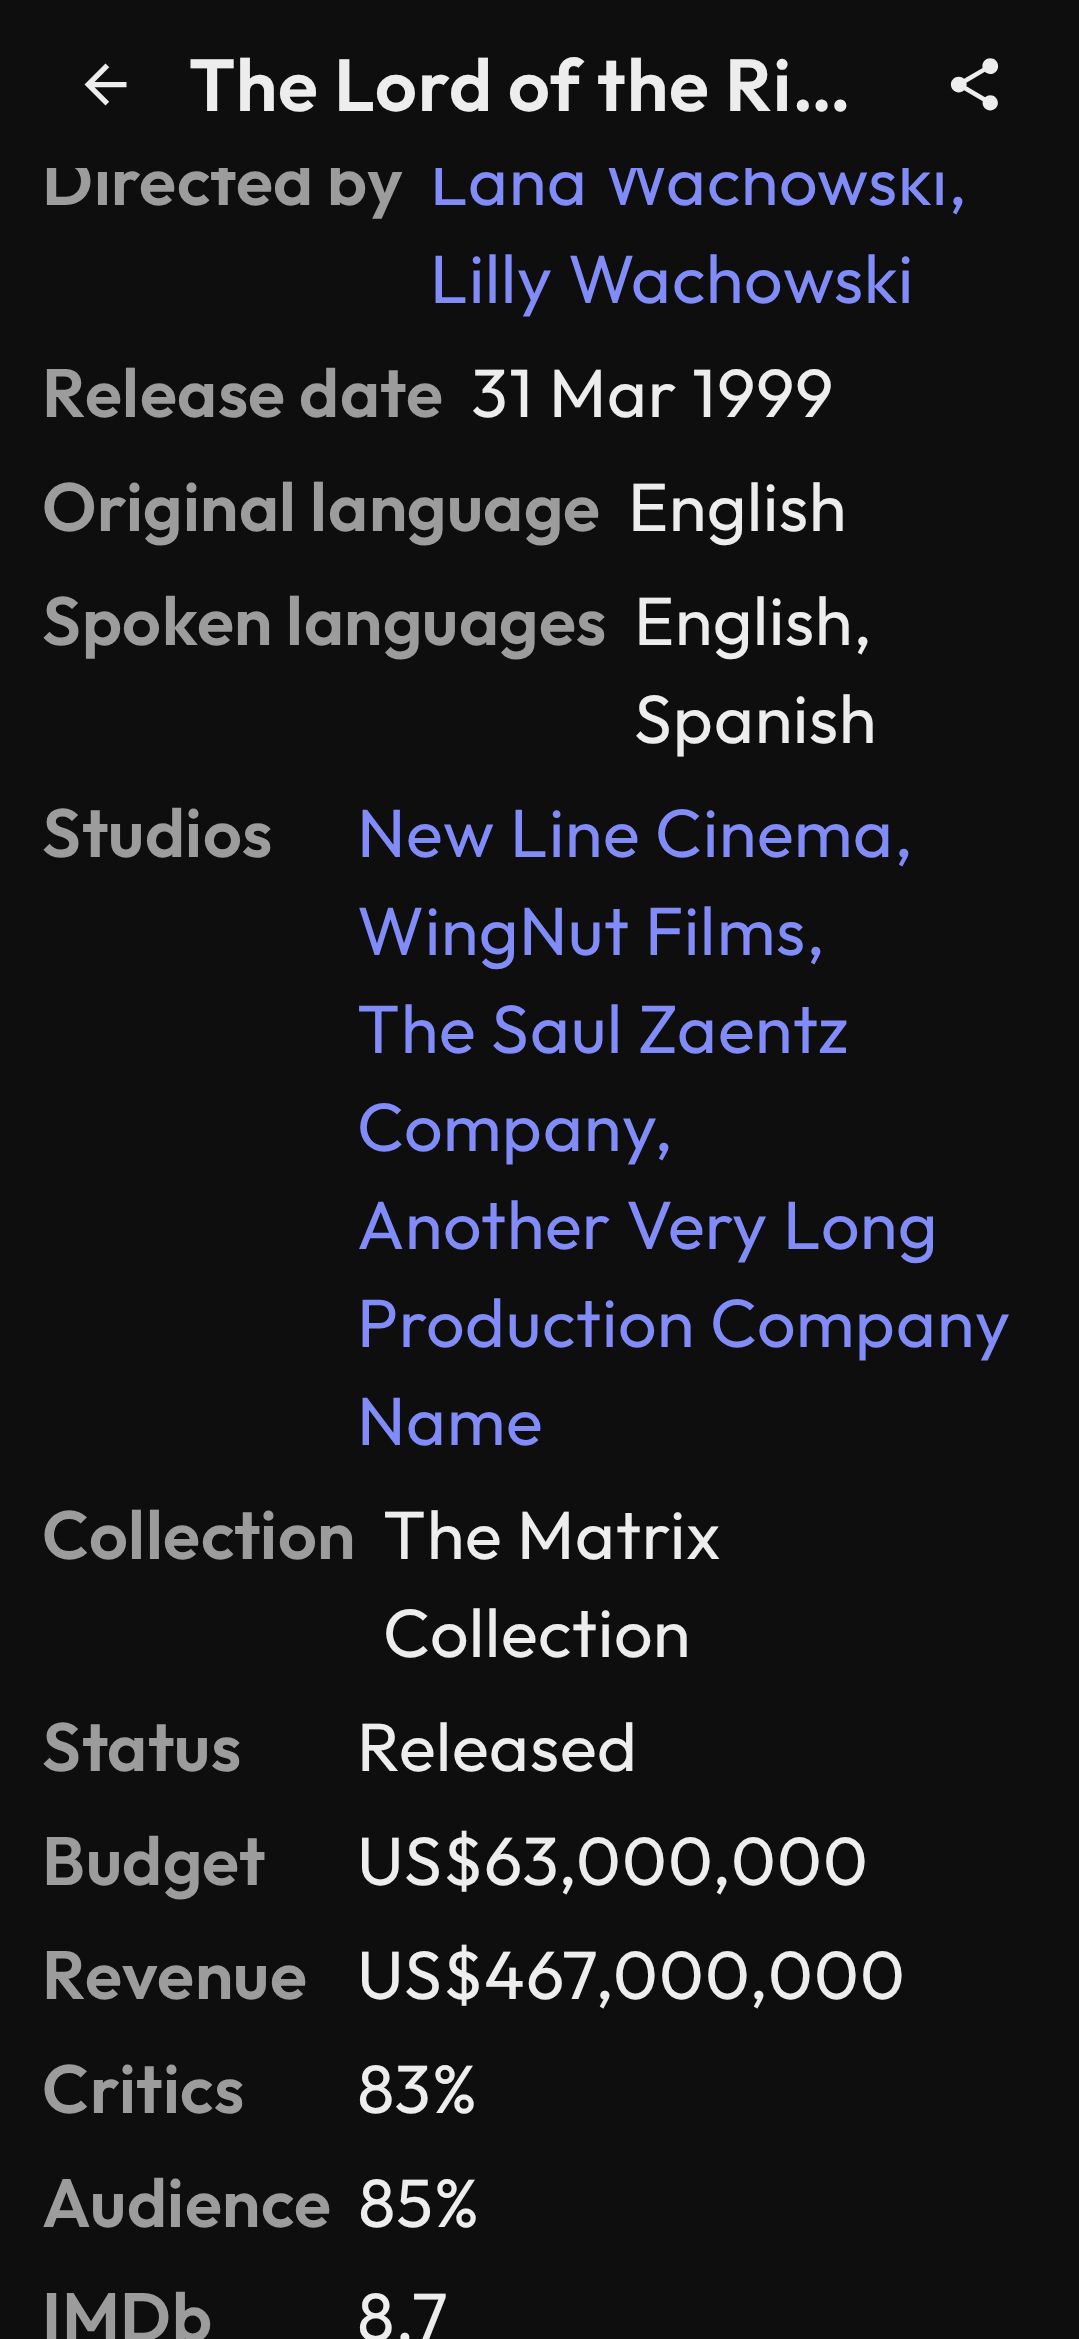 The Lord of the Ri...
Directed by Lana Wachowski,
Lilly Wachowski
Release date 31 Mar 1999
Original language English
Spoken languages English,
Spanish
Studios New Line Cinema,
WingNut Films,
The Saul Zaentz
Company,
Another Very Long
Production Company
Name
Collection The Matrix
Collection
Status Released
Budget US$63,000,000
Revenue US$467,000,000
Critics 83%
Audience 85%
IMDb 8.7